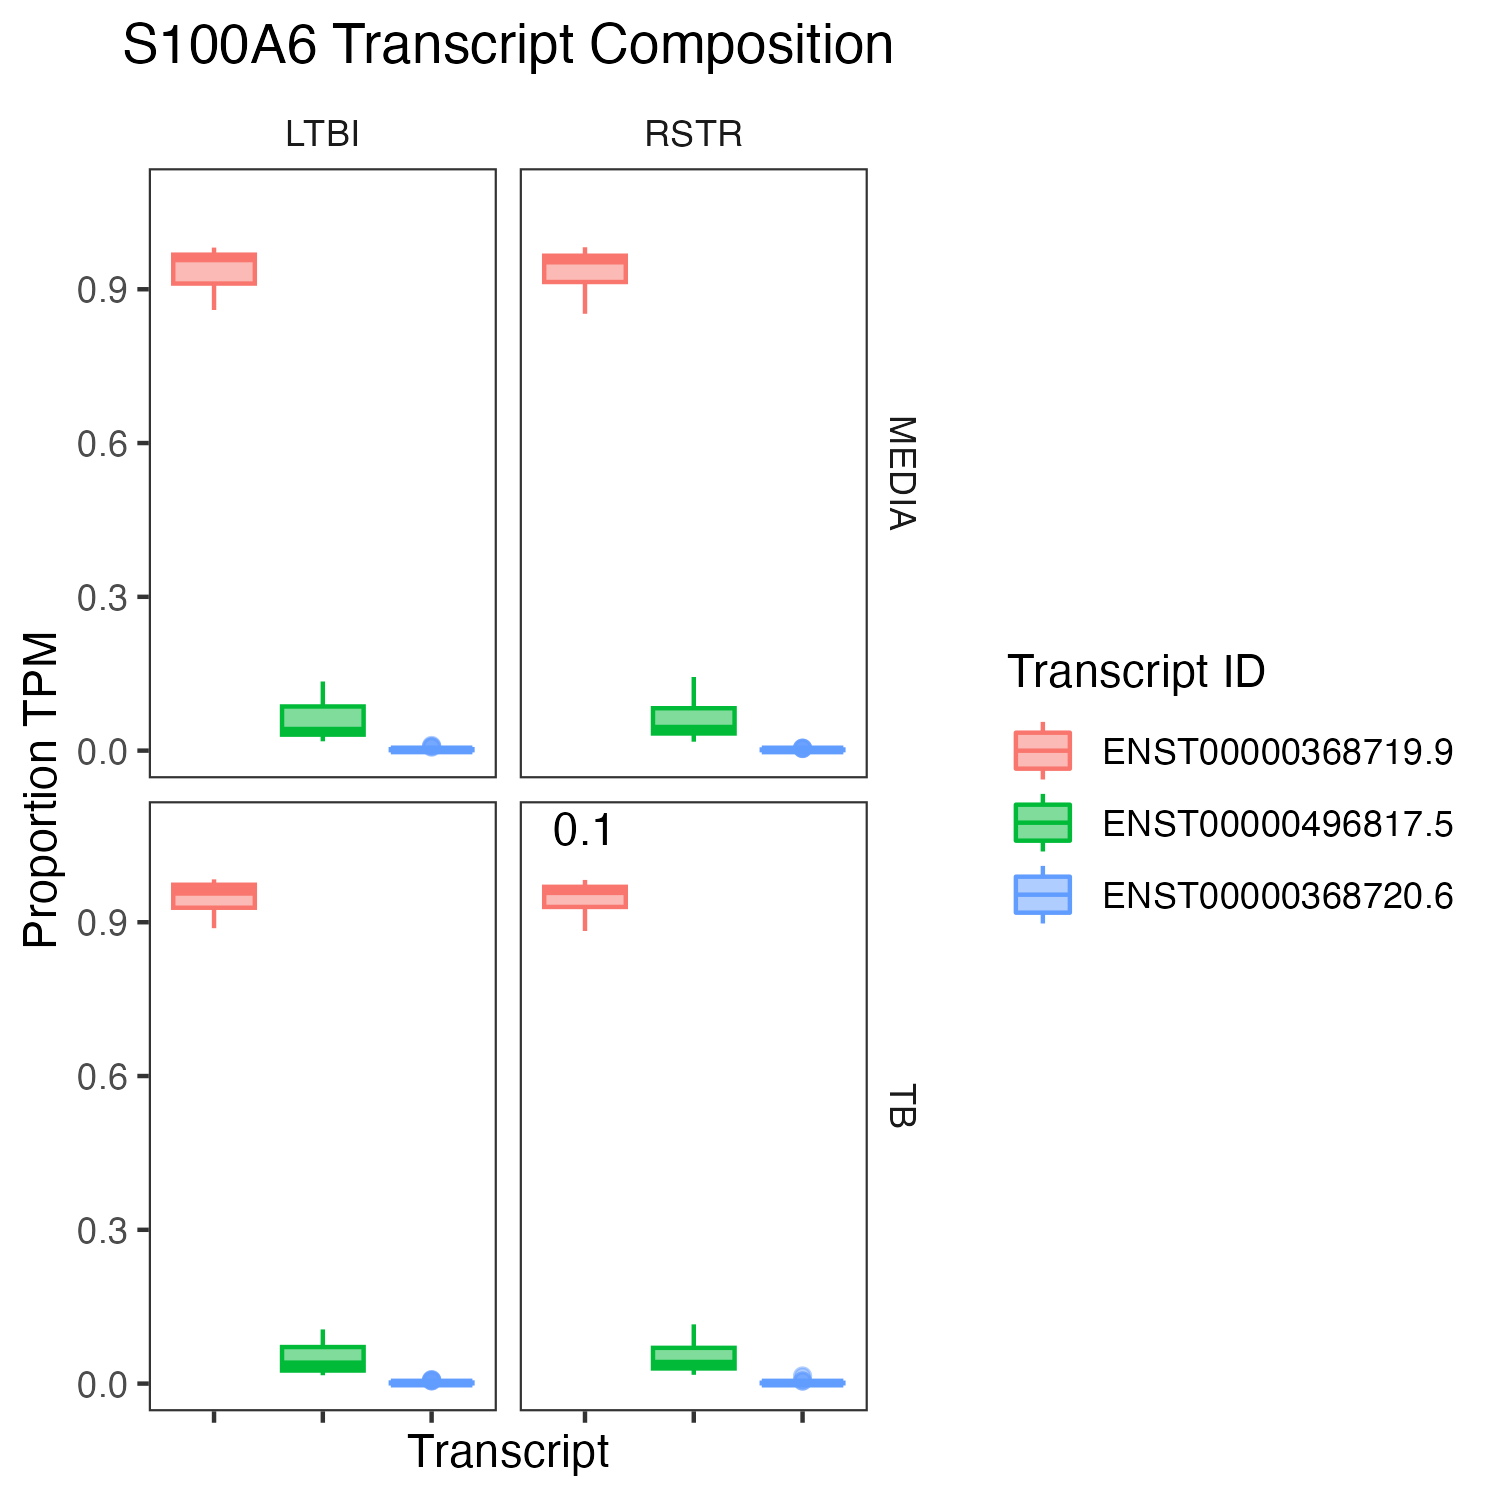 S100A6 Transcript Composition
LTBI
RSTR
0.9
0.6
0.3
0.0
MEDIA
0.1
0.9
0.6
0.3
0.0
TB
Proportion TPM
Transcript
Transcript ID
ENST00000368719.9
ENST00000496817.5
ENST00000368720.6